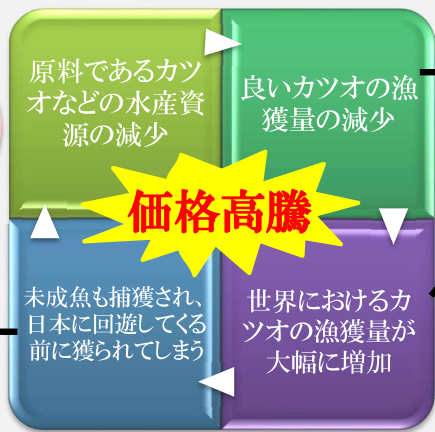 原料であるカツ
オなどの水産資
源の減少
良いカツオの漁
獲量の減少
価格高騰
未成魚も捕獲され、
日本に回遊してくる
前に獲られてしまう
世界におけるカ
ツオの漁獲量が
大幅に増加